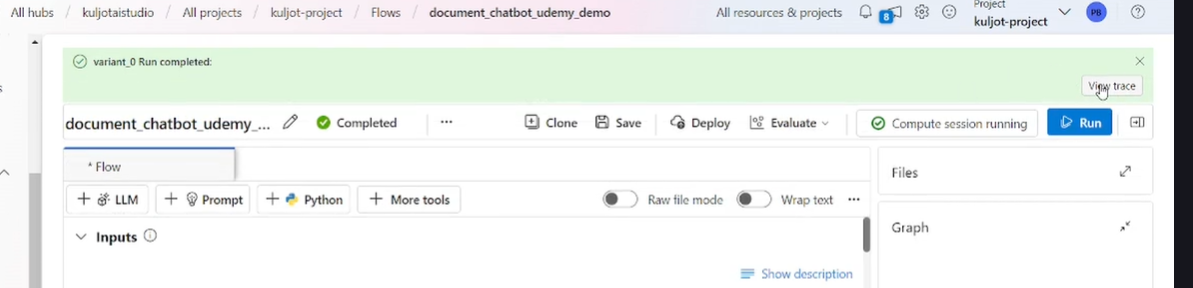 All hubs / kuljotaistudio / All projects / kuljot-project / Flows / document_chatbot_udemy_demo All resources & projects 8 Project
kuljot-project PB
variant_0 Run completed:
View trace
document_chatbot_udemy_... Completed ... Clone Save Deploy Evaluate Compute session running Run
* Flow Files
+ LLM + Prompt + Python + More tools Raw file mode Wrap text ...
Inputs Graph
Show description